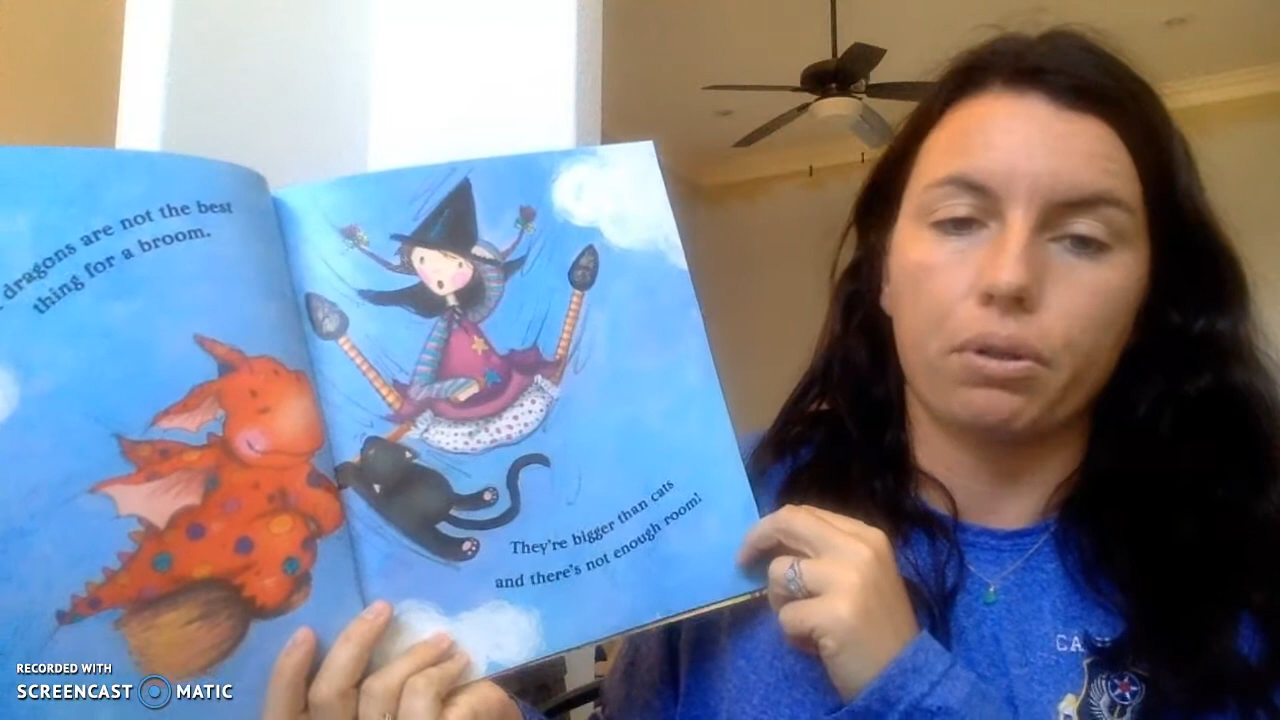 dragons are not the best
thing for a broom.
They're bigger than cats
and there's not enough room!
RECORDED WITH
SCREENCAST MATIC